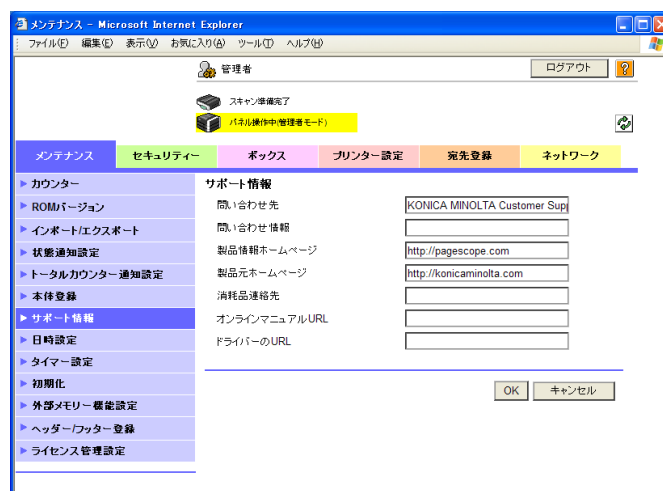 メンテナンス - Microsoft Internet Explorer
ファイル(F) 編集(E) 表示(V) お気に入り(A) ツール(T) ヘルプ(H)
管理者 ログアウト ?
スキャン準備完了
パネル操作中(管理者モード)
メンテナンス セキュリティー ボックス プリンター設定 宛先登録 ネットワーク
カウンター
ROMバージョン
インポート/エクスポート
状態通知設定
トータルカウンター通知設定
本体登録
サポート情報
日時設定
タイマー設定
初期化
外部メモリー機能設定
ヘッダー/フッター登録
ライセンス管理設定
サポート情報
問い合わせ先 KONICA MINOLTA Customer Supp
問い合わせ情報
製品情報ホームページ http://pagescope.com
製品元ホームページ http://konicaminolta.com
消耗品連絡先
オンラインマニュアルURL
ドライバーのURL
OK キャンセル